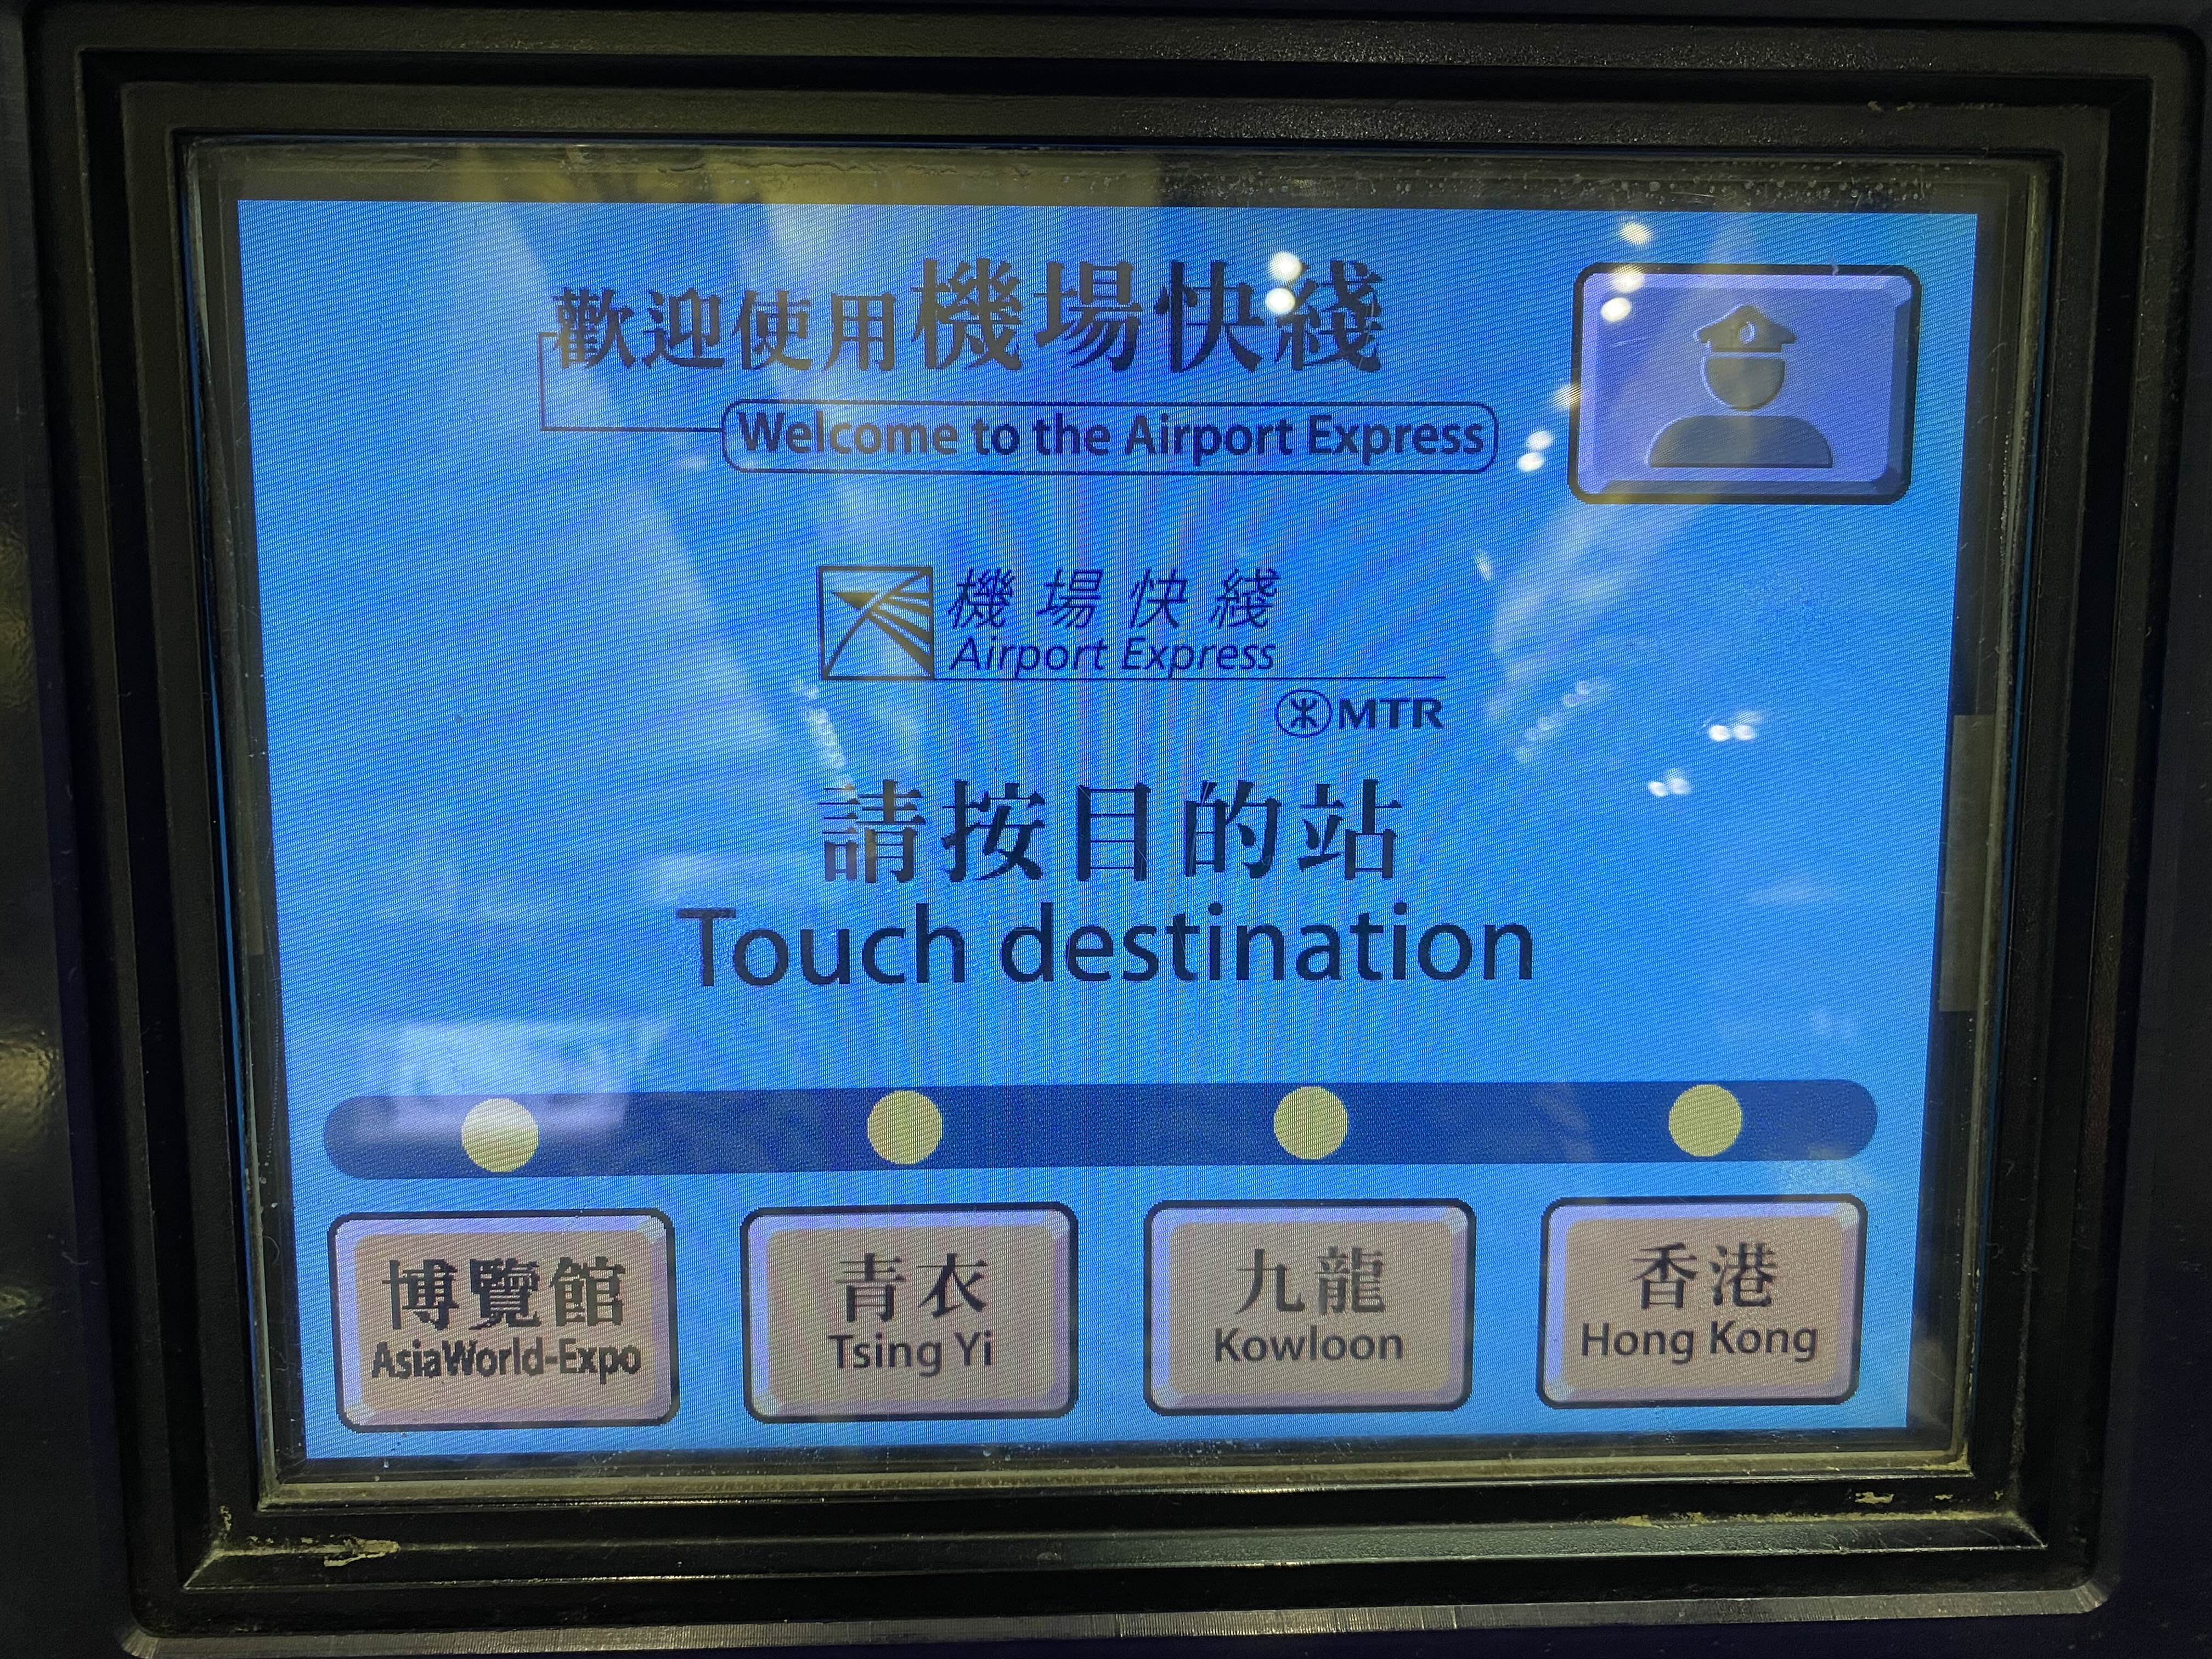 歡迎使用機場快綫
Welcome to the Airport Express
機場快綫
Airport Express
MTR
請按目的站
Touch destination
博覽館
AsiaWorld-Expo
青衣
Tsing Yi
九龍
Kowloon
香港
Hong Kong